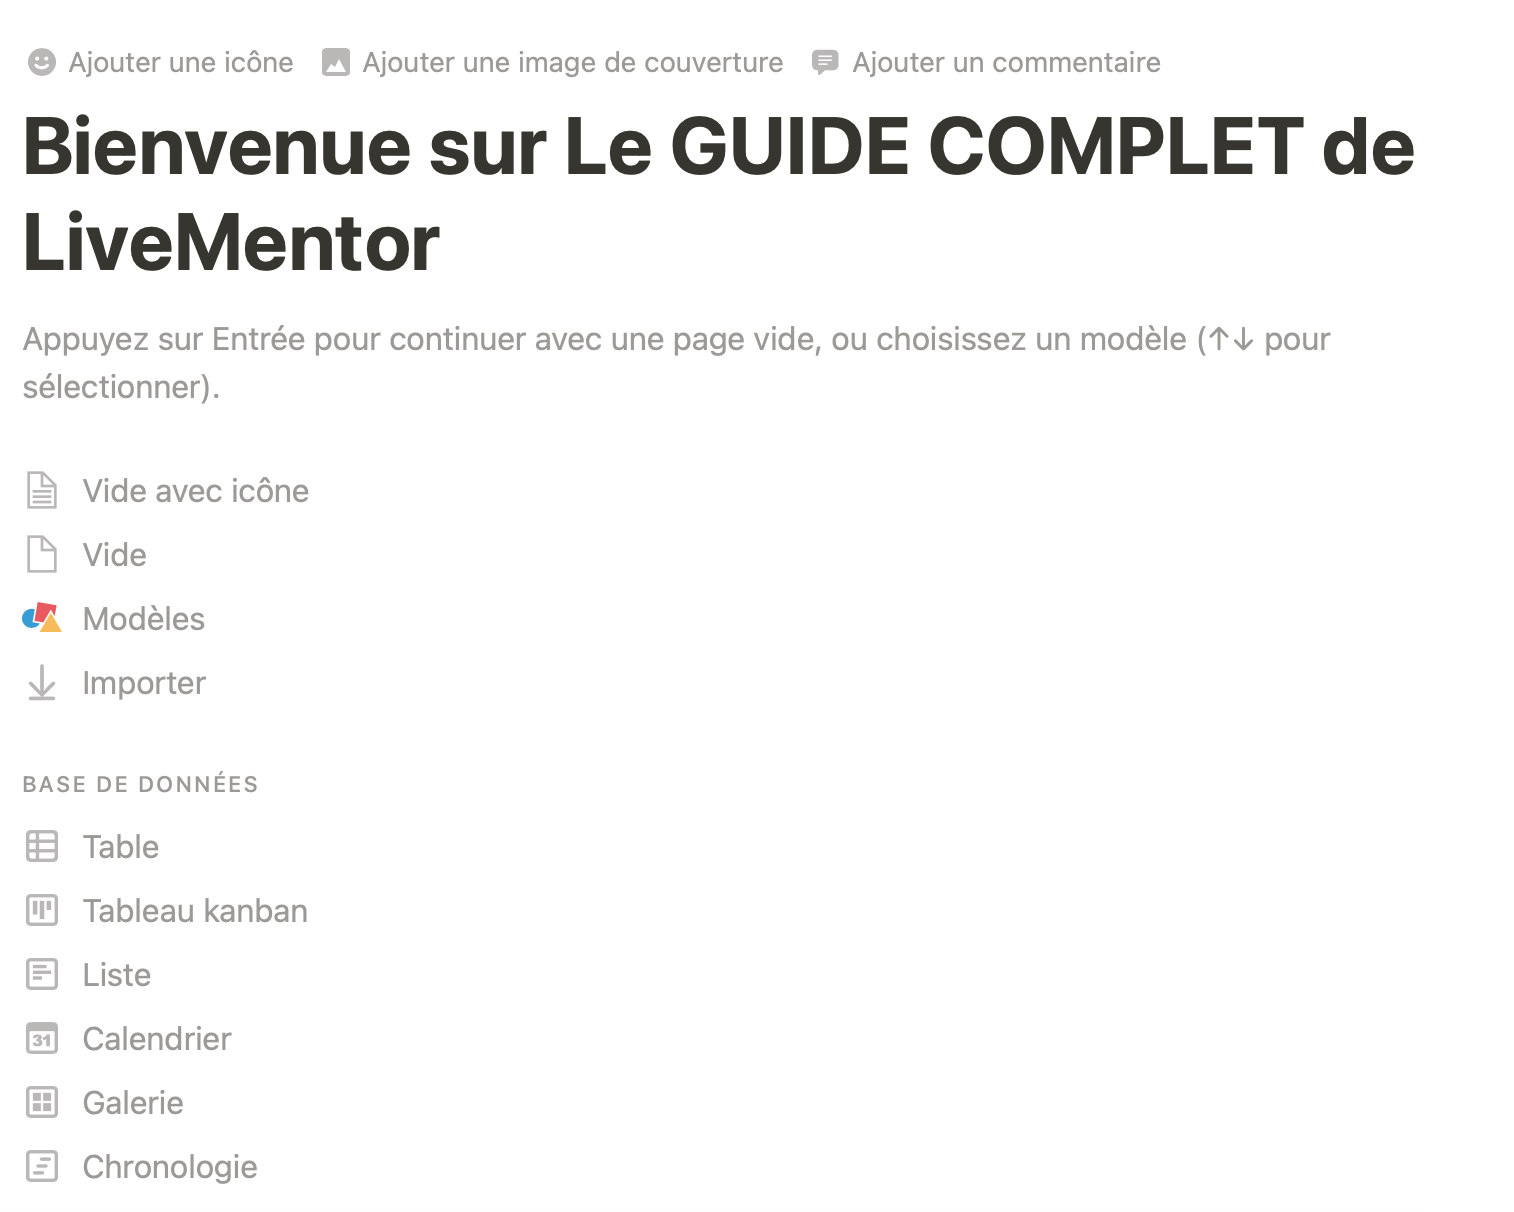 Ajouter une icône Ajouter une image de couverture Ajouter un commentaire
Bienvenue sur Le GUIDE COMPLET de
LiveMentor
Appuyez sur Entrée pour continuer avec une page vide, ou choisissez un modèle (↑↓ pour
sélectionner).
Vide avec icône
Vide
Modèles
Importer
BASE DE DONNÉES
Table
Tableau kanban
Liste
31 Calendrier
Galerie
Chronologie